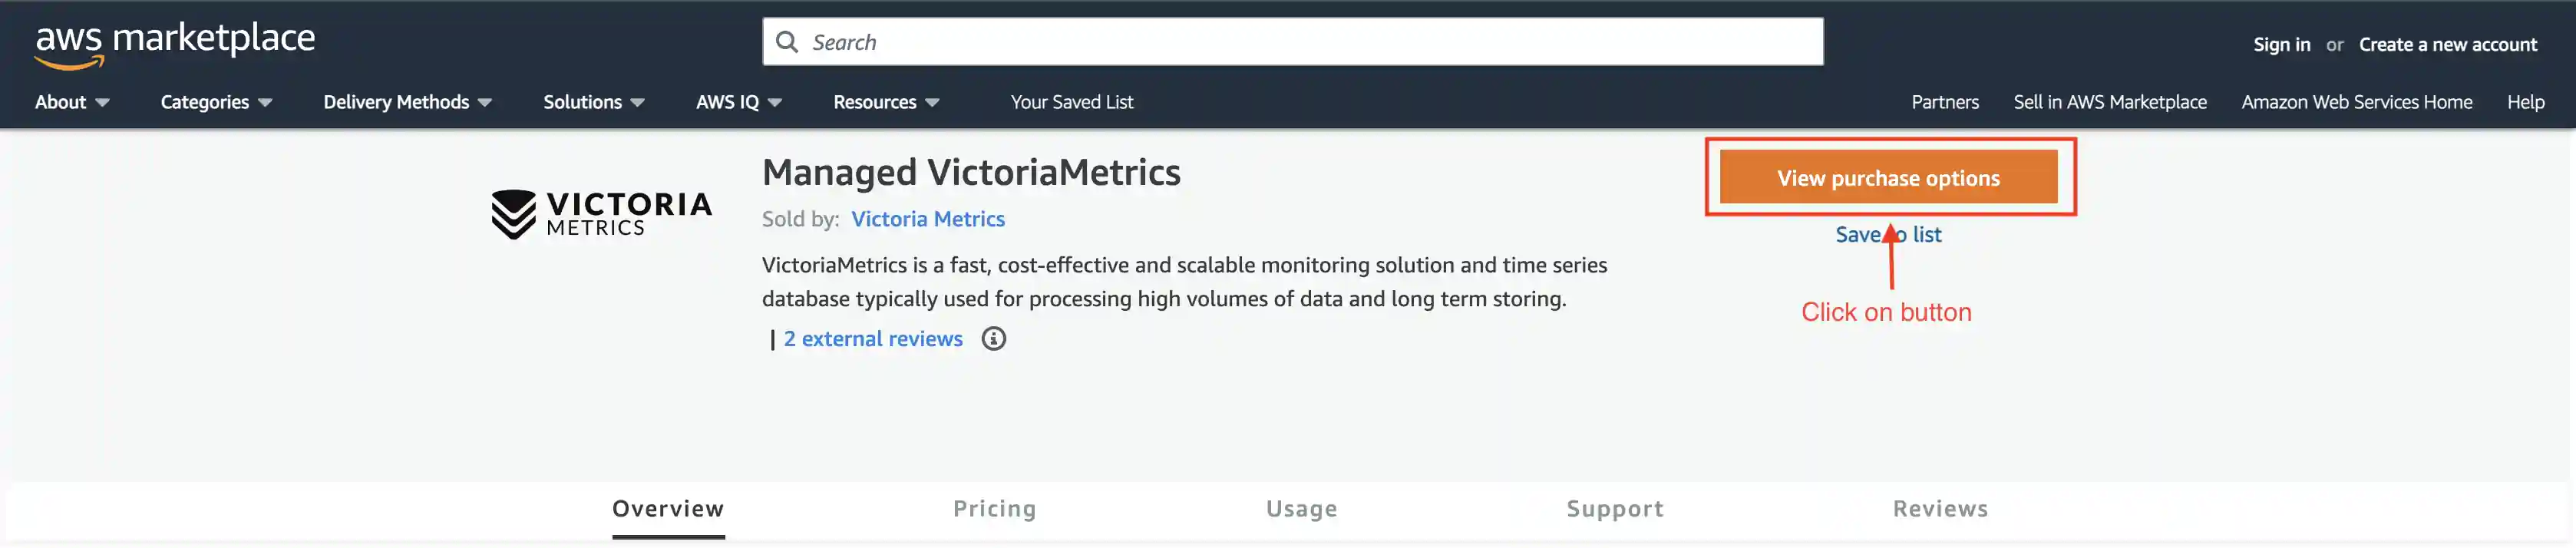 aws marketplace
Search
Sign in or Create a new account
About Categories Delivery Methods Solutions AWS IQ Resources Your Saved List Partners Sell in AWS Marketplace Amazon Web Services Home Help
VICTORIA
METRICS
Managed VictoriaMetrics
Sold by: Victoria Metrics
VictoriaMetrics is a fast, cost-effective and scalable monitoring solution and time series
database typically used for processing high volumes of data and long term storing.
| 2 external reviews
View purchase options
Save to list
Click on button
Overview Pricing Usage Support Reviews